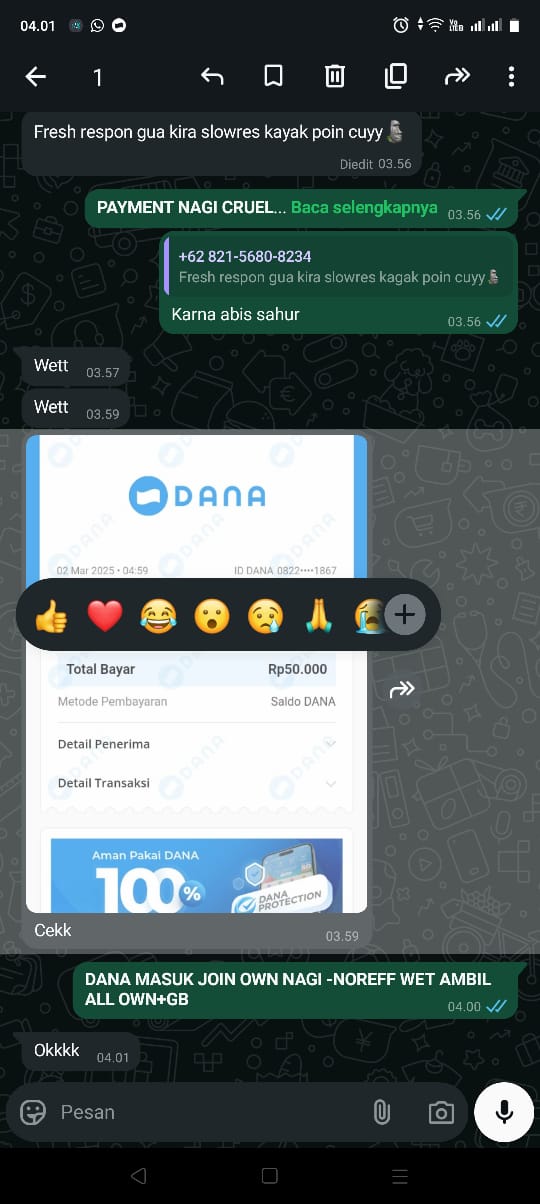 04.01
Vo
LTE
1
Fresh respon gua kira slowres kayak poin cuyy🗿
Diedit 03.56
PAYMENT NAGI CRUEL... Baca selengkapnya 03.56
+62 821-5680-8234
Fresh respon gua kira slowres kagak poin cuyy🗿
Karna abis sahur
03.56
Wett 03.57
Wett 03.59
DANA
02 Mar 2025 • 04:59 ID DANA 0822••••1867
Total Bayar Rp50.000
Metode Pembayaran Saldo DANA
Detail Penerima
Detail Transaksi
Aman Pakai DANA
100%
DANA
PROTECTION
Cekk
03.59
DANA MASUK JOIN OWN NAGI -NOREFF WET AMBIL
ALL OWN+GB
04.00
Okkkk 04.01
Pesan